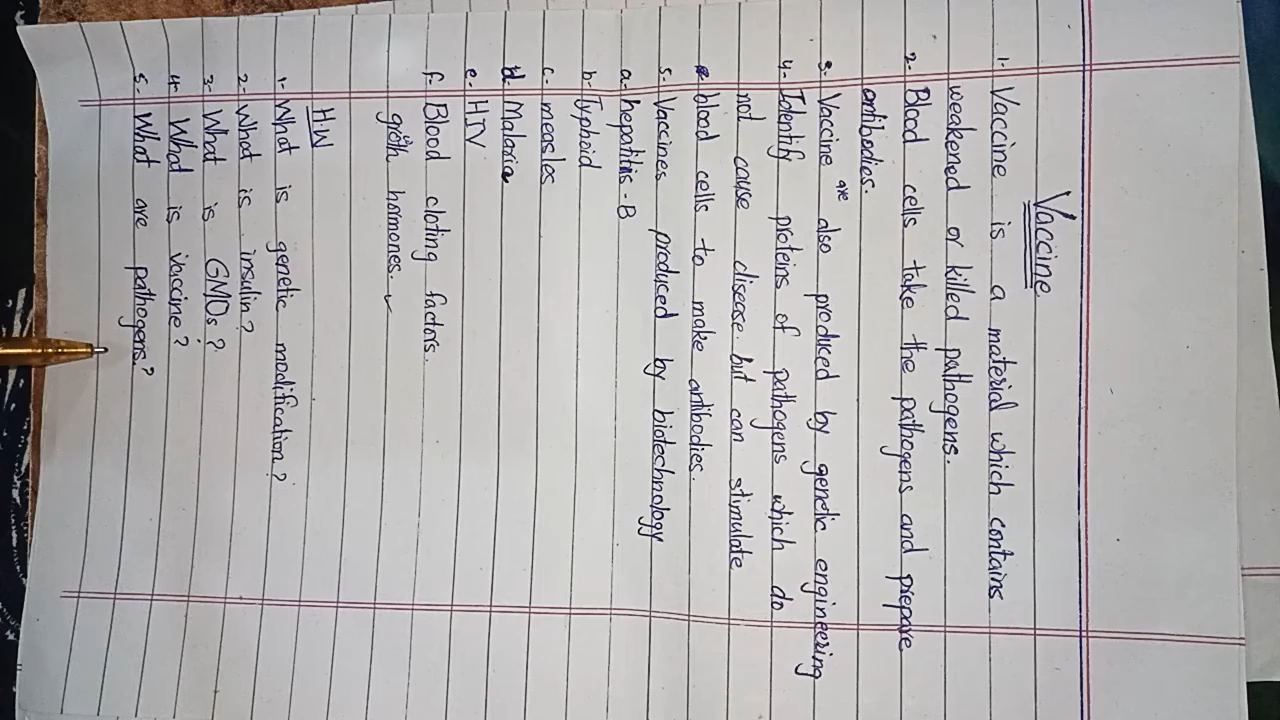 Vaccine
1- Vaccine is a material which contains
weakened or killed pathogens.
2- Blood cells take the pathogens and prepare
antibodies.
3- Vaccine are also produced by genetic engineering
4- Identify proteins of pathogens which do
not cause disease but can stimulate
blood cells to make antibodies.
5- Vaccines produced by biotechnology
a- hepatitis - B
b- Typhoid
c- measles
d- Malaria
e- HIV
f- Blood cloting factors.
groth hormones.
H.W
1- What is genetic modification?
2- What is insulin?
3- What is GMOs?
4- What is vaccine?
5- What are pathogens?